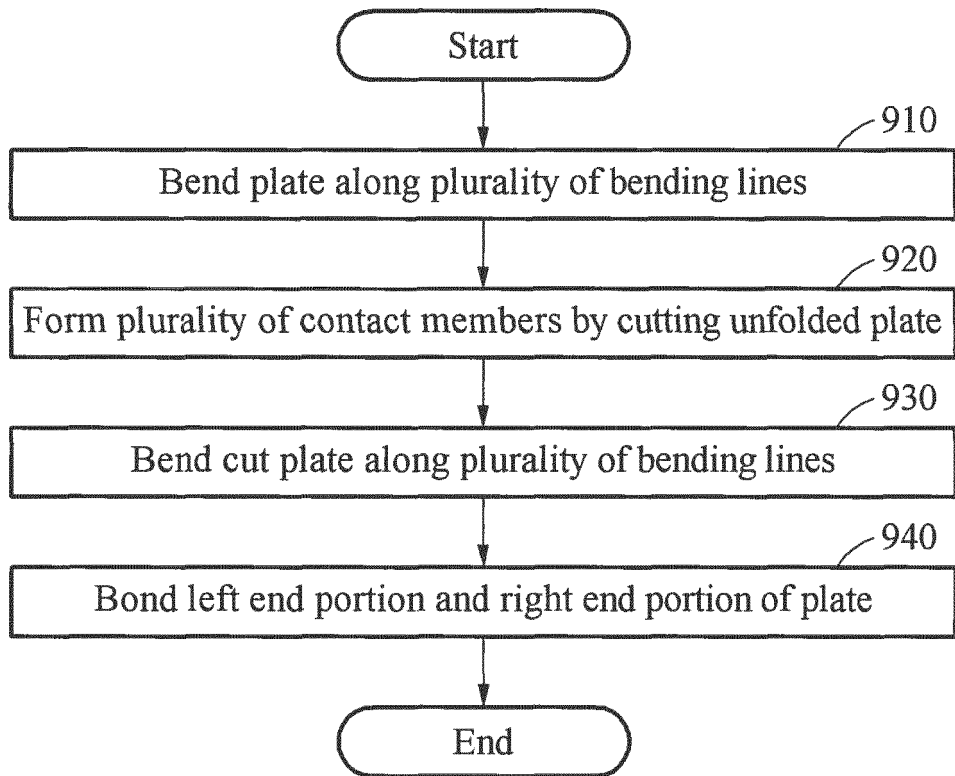 Start
910
Bend plate along plurality of bending lines
920
Form plurality of contact members by cutting unfolded plate
930
Bend cut plate along plurality of bending lines
940
Bond left end portion and right end portion of plate
End